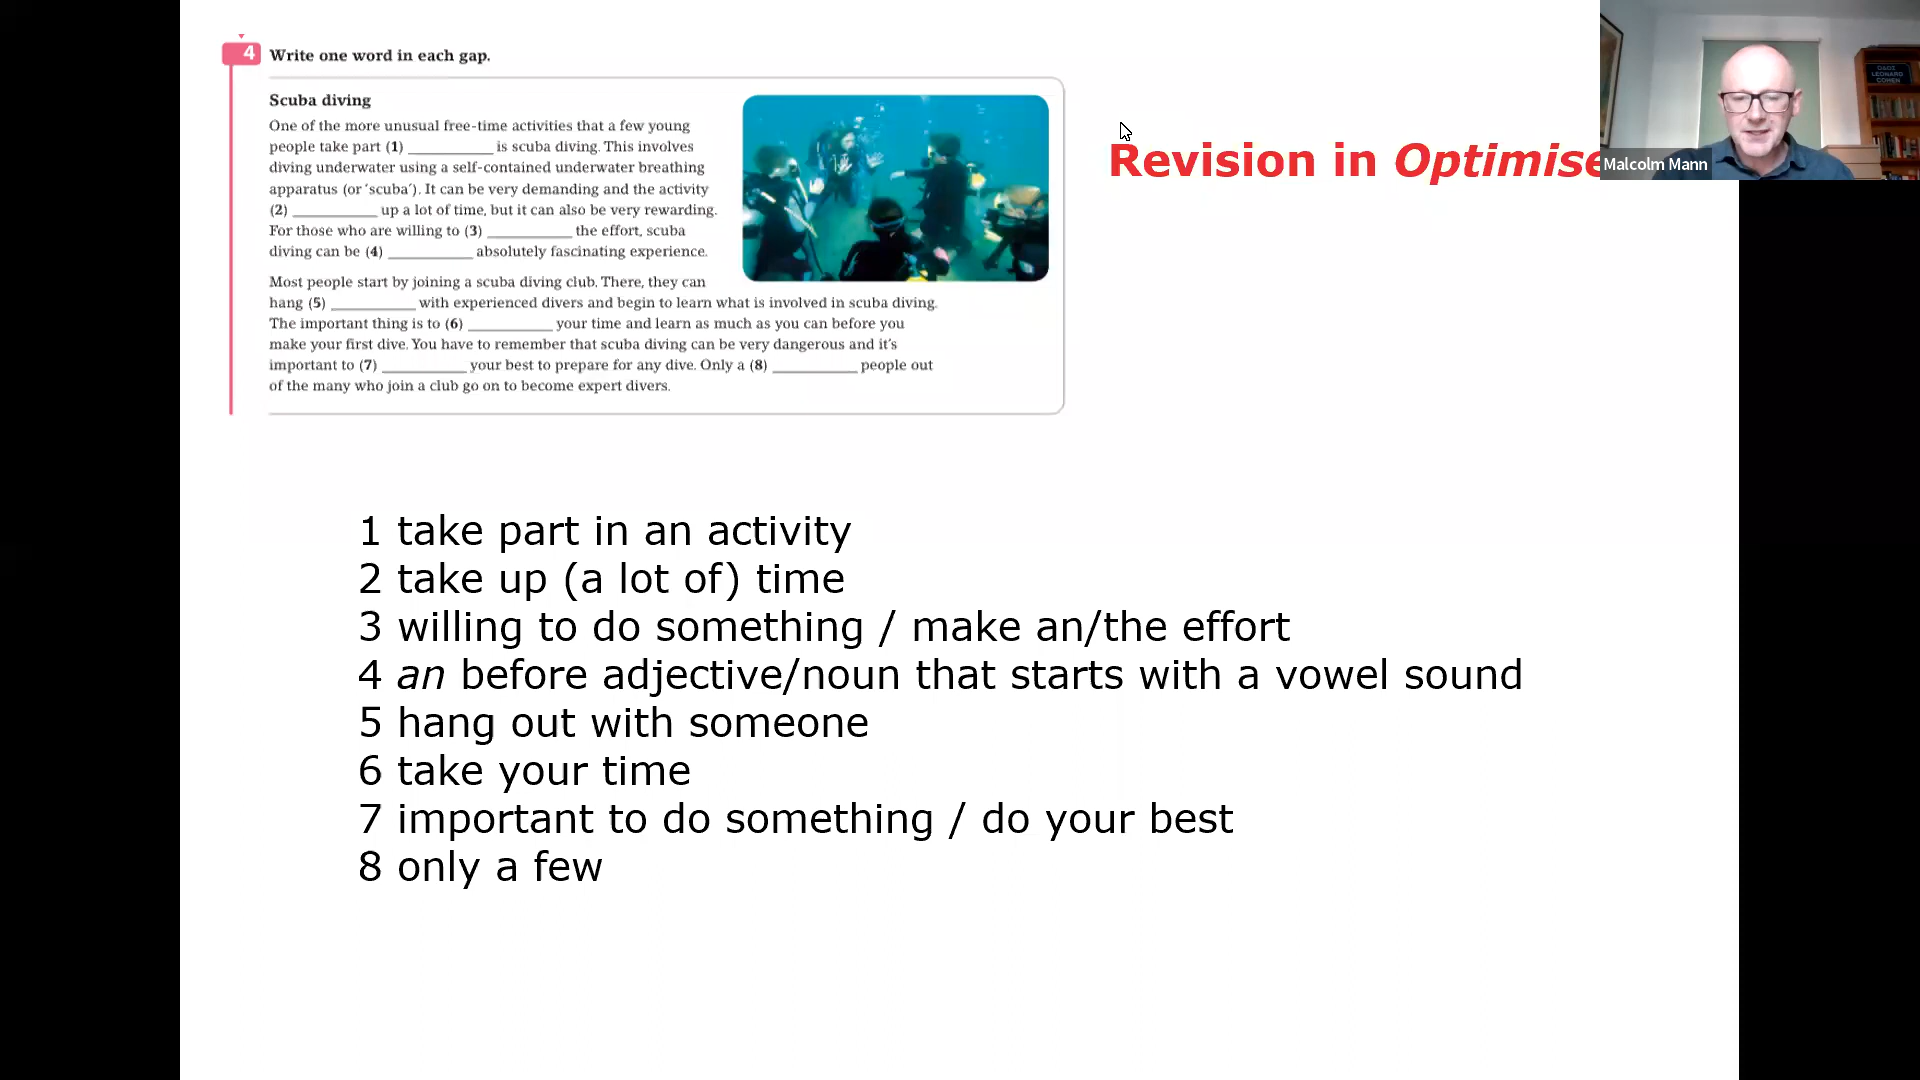 4 Write one word in each gap.
Scuba diving
One of the more unusual free-time activities that a few young
people take part (1) __________ is scuba diving. This involves
diving underwater using a self-contained underwater breathing
apparatus (or 'scuba'). It can be very demanding and the activity
(2) __________ up a lot of time, but it can also be very rewarding.
For those who are willing to (3) __________ the effort, scuba
diving can be (4) __________ absolutely fascinating experience.
Most people start by joining a scuba diving club. There, they can
hang (5) __________ with experienced divers and begin to learn what is involved in scuba diving.
The important thing is to (6) __________ your time and learn as much as you can before you
make your first dive. You have to remember that scuba diving can be very dangerous and it's
important to (7) __________ your best to prepare for any dive. Only a (8) __________ people out
of the many who join a club go on to become expert divers.
Revision in Optimise
Malcolm Mann
LEONARD
COHEN
1 take part in an activity
2 take up (a lot of) time
3 willing to do something / make an/the effort
4 an before adjective/noun that starts with a vowel sound
5 hang out with someone
6 take your time
7 important to do something / do your best
8 only a few